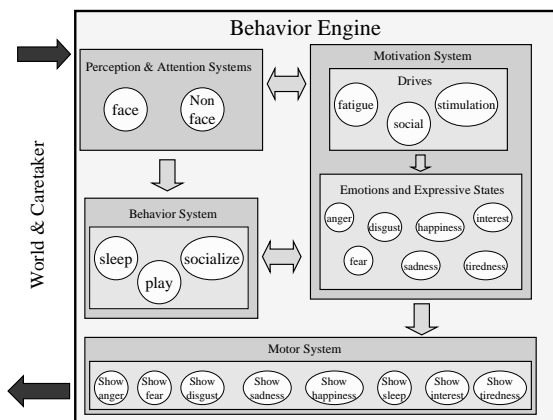 Behavior Engine
World & Caretaker
Perception & Attention Systems
face
Non
face
Motivation System
Drives
fatigue
social
stimulation
Emotions and Expressive States
anger
disgust
happiness
interest
fear
sadness
tiredness
Behavior System
sleep
play
socialize
Motor System
Show
anger
Show
fear
Show
disgust
Show
sadness
Show
happiness
Show
sleep
Show
interest
Show
tiredness